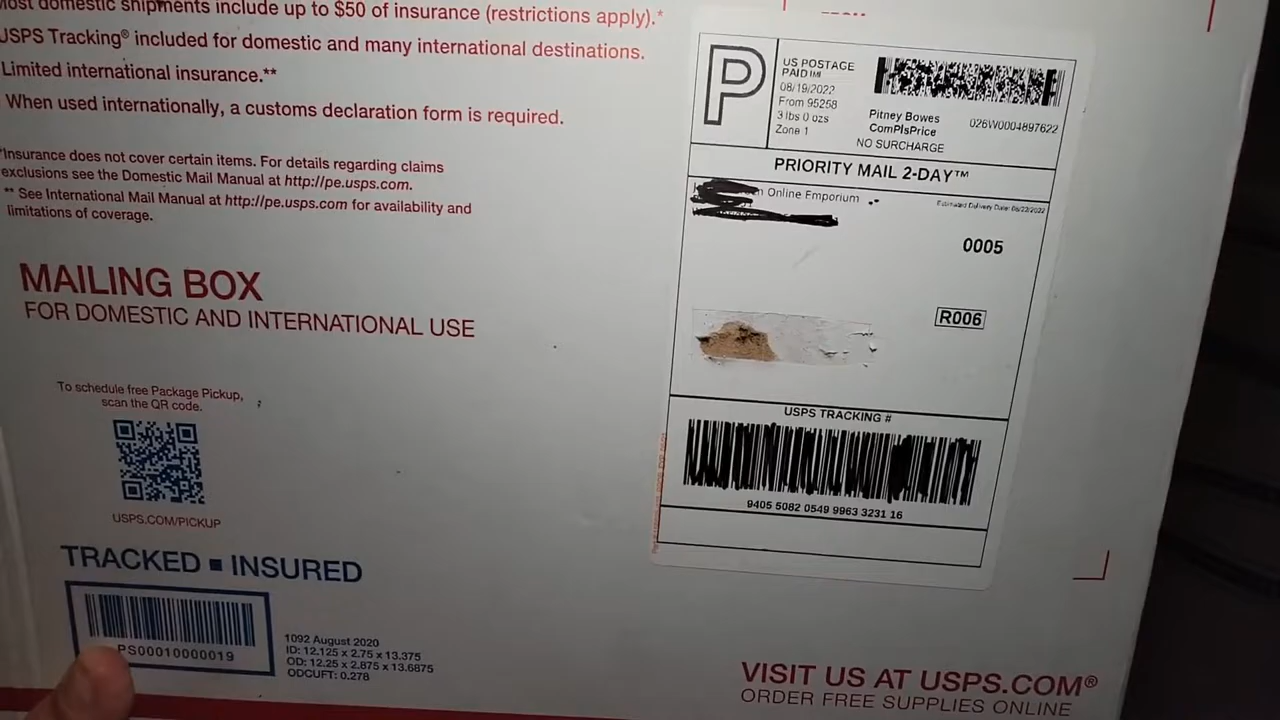 ost domestic shipments include up to $50 of insurance (restrictions apply).*
USPS Tracking® included for domestic and many international destinations.
Limited international insurance.**
When used internationally, a customs declaration form is required.
*Insurance does not cover certain items. For details regarding claims
exclusions see the Domestic Mail Manual at http://pe.usps.com.
** See International Mail Manual at http://pe.usps.com for availability and
limitations of coverage.
MAILING BOX
FOR DOMESTIC AND INTERNATIONAL USE
To schedule free Package Pickup,
scan the QR code.
USPS.COM/PICKUP
TRACKED ■ INSURED
PS00010000019
1092 August 2020
ID: 12.125 x 2.75 x 13.375
OD: 12.25 x 2.875 x 13.6875
ODCUFT: 0.278
P
US POSTAGE
PAID IMI
08/19/2022
From 95258
3 lbs 0 ozs
Zone 1
Pitney Bowes
ComPlsPrice
NO SURCHARGE
026W0004897622
PRIORITY MAIL 2-DAY™
n Online Emporium
Estimated Delivery Date: 08/22/2022
0005
R006
USPS TRACKING #
9405 5082 0549 9963 3231 16
VISIT US AT USPS.COM®
ORDER FREE SUPPLIES ONLINE